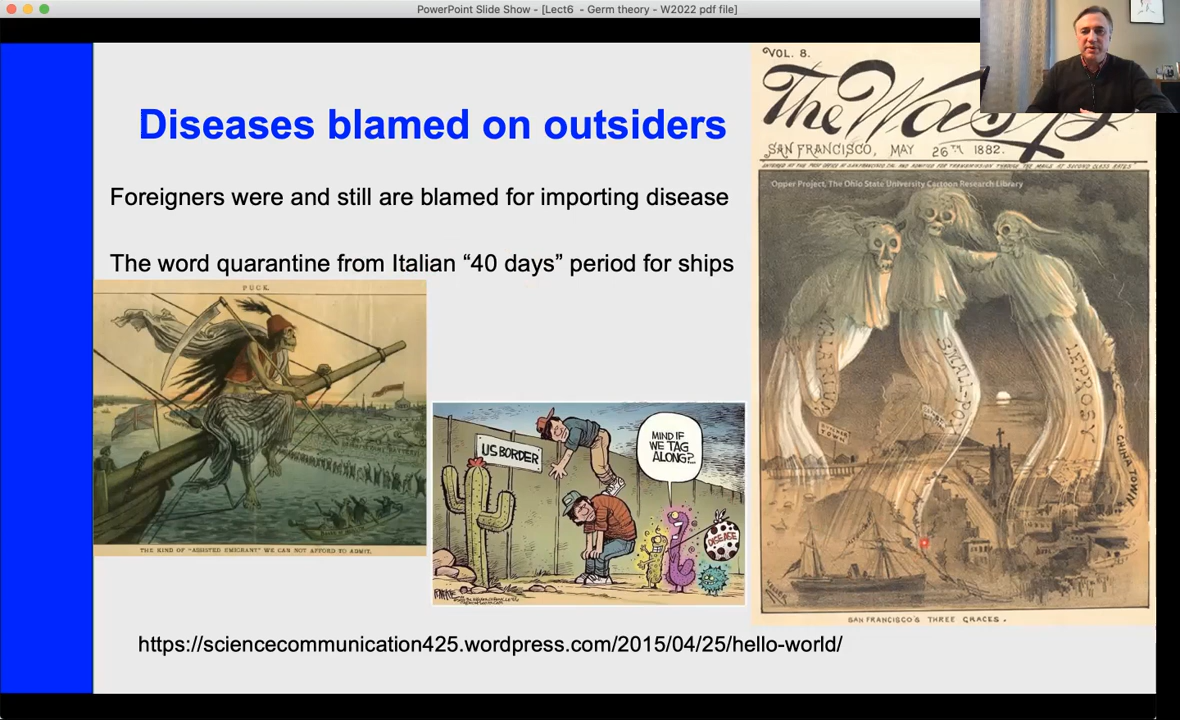 PowerPoint Slide Show - [Lect6 - Germ theory - W2022 pdf file]
Diseases blamed on outsiders
Foreigners were and still are blamed for importing disease
The word quarantine from Italian “40 days” period for ships
PUCK.
THE KIND OF "ASSISTED EMIGRANT" WE CAN NOT AFFORD TO ADMIT.
US BORDER
MIND IF
WE TAG
ALONG?..
DISEASE
VOL. 8.
The Wasp
SAN FRANCISCO, MAY 26TH 1882.
Opper Project, The Ohio State University Cartoon Research Library
MALARIUM
SMALL-POX
LEPROSY
CHINATOWN
SAN FRANCISCO'S THREE GRACES.
https://sciencecommunication425.wordpress.com/2015/04/25/hello-world/